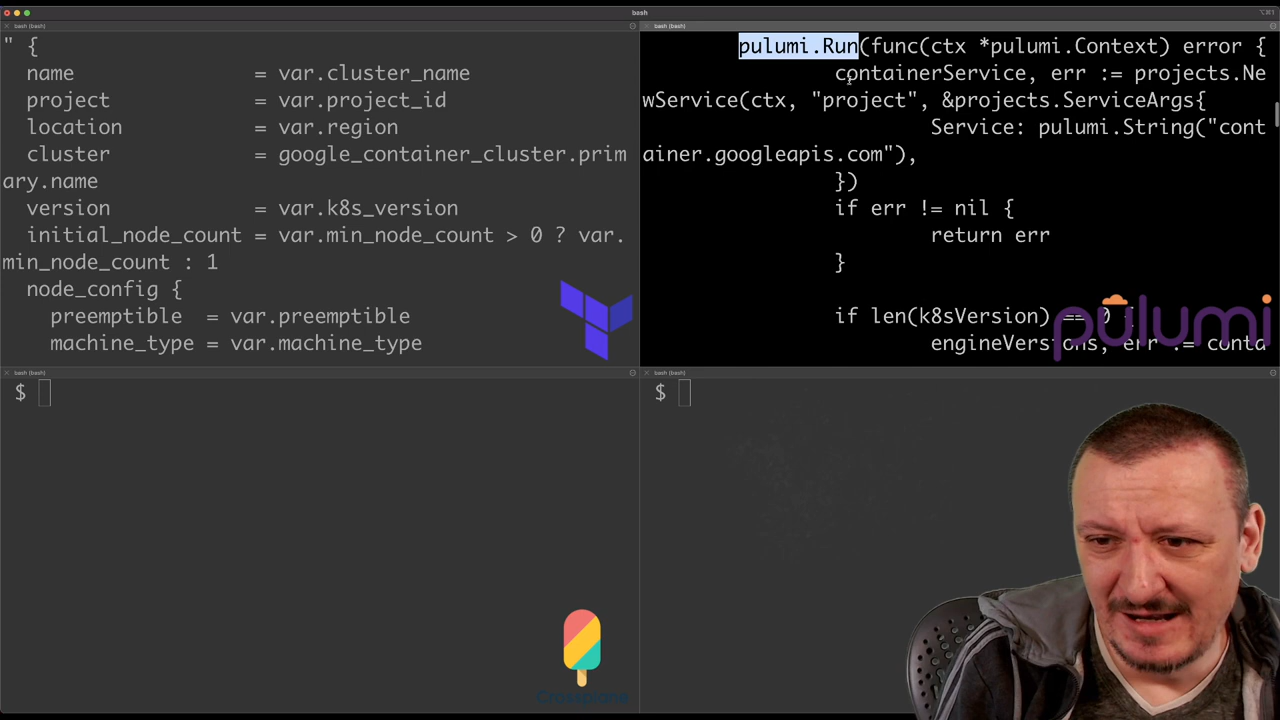 bash
⌥⌘1
bash (bash)
" {
name = var.cluster_name
project = var.project_id
location = var.region
cluster = google_container_cluster.prim
ary.name
version = var.k8s_version
initial_node_count = var.min_node_count > 0 ? var.
min_node_count : 1
node_config {
preemptible = var.preemptible
machine_type = var.machine_type
bash (bash)
pulumi.Run(func(ctx *pulumi.Context) error {
containerService, err := projects.Ne
wService(ctx, "project", &projects.ServiceArgs{
Service: pulumi.String("cont
ainer.googleapis.com"),
})
if err != nil {
return err
}
if len(k8sVersion) == 0 {
engineVersions, err := conta
pulumi
bash (bash)
$
Crossplane
bash (bash)
$